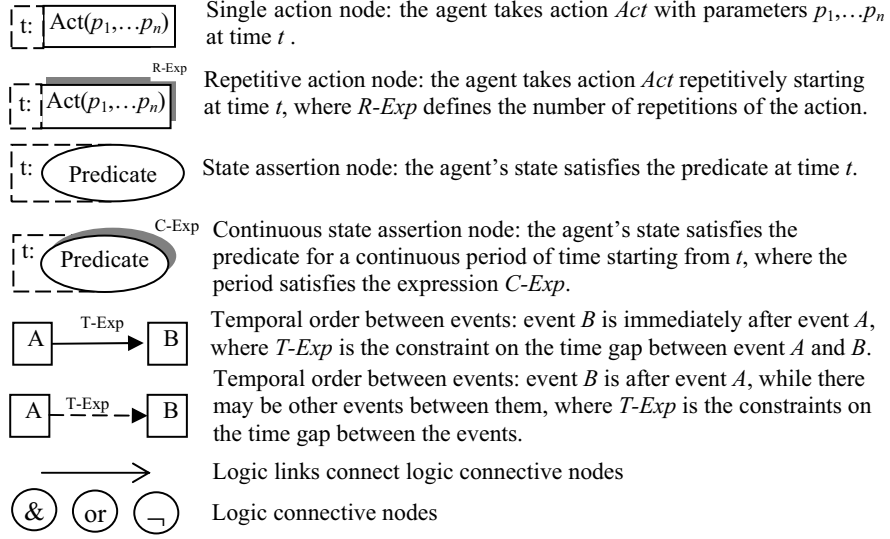 t: Act(p1,…pn) Single action node: the agent takes action Act with parameters p1,…pn
at time t .
R-Exp
t: Act(p1,…pn) Repetitive action node: the agent takes action Act repetitively starting
at time t, where R-Exp defines the number of repetitions of the action.
t: Predicate State assertion node: the agent's state satisfies the predicate at time t.
C-Exp
t: Predicate Continuous state assertion node: the agent's state satisfies the
predicate for a continuous period of time starting from t, where the
period satisfies the expression C-Exp.
A T-Exp B Temporal order between events: event B is immediately after event A,
where T-Exp is the constraint on the time gap between event A and B.
A T-Exp B Temporal order between events: event B is after event A, while there
may be other events between them, where T-Exp is the constraints on
the time gap between the events.
Logic links connect logic connective nodes
& or ¬ Logic connective nodes